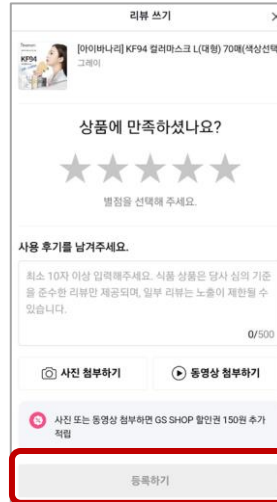 리뷰 쓰기
KF94
[아이바나리] KF94 컬러마스크 L(대형) 70매(색상선택
그레이
상품에 만족하셨나요?
별점을 선택해 주세요.
사용 후기를 남겨주세요.
최소 10자 이상 입력해주세요. 식품 상품은 당사 심의 기준
을 준수한 리뷰만 제공되며, 일부 리뷰는 노출이 제한될 수
있습니다.
0/500
사진 첨부하기
동영상 첨부하기
사진 또는 동영상 첨부하면 GS SHOP 할인권 150원 추가
적립
등록하기